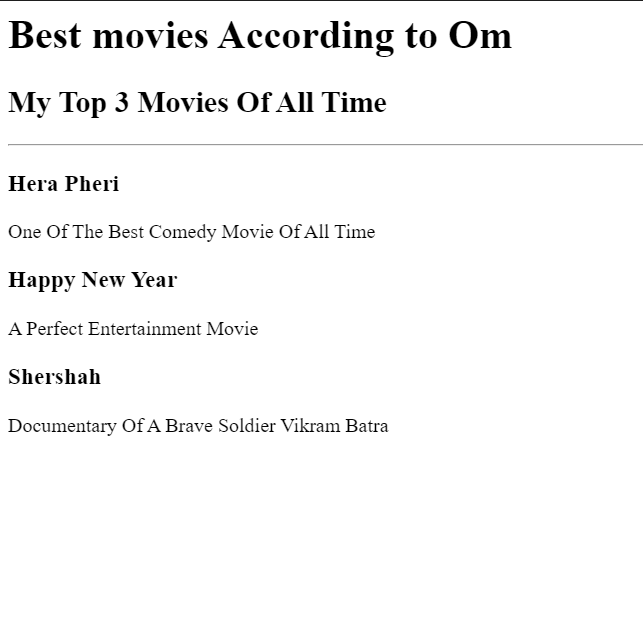 Best movies According to Om
My Top 3 Movies Of All Time
Hera Pheri
One Of The Best Comedy Movie Of All Time
Happy New Year
A Perfect Entertainment Movie
Shershah
Documentary Of A Brave Soldier Vikram Batra